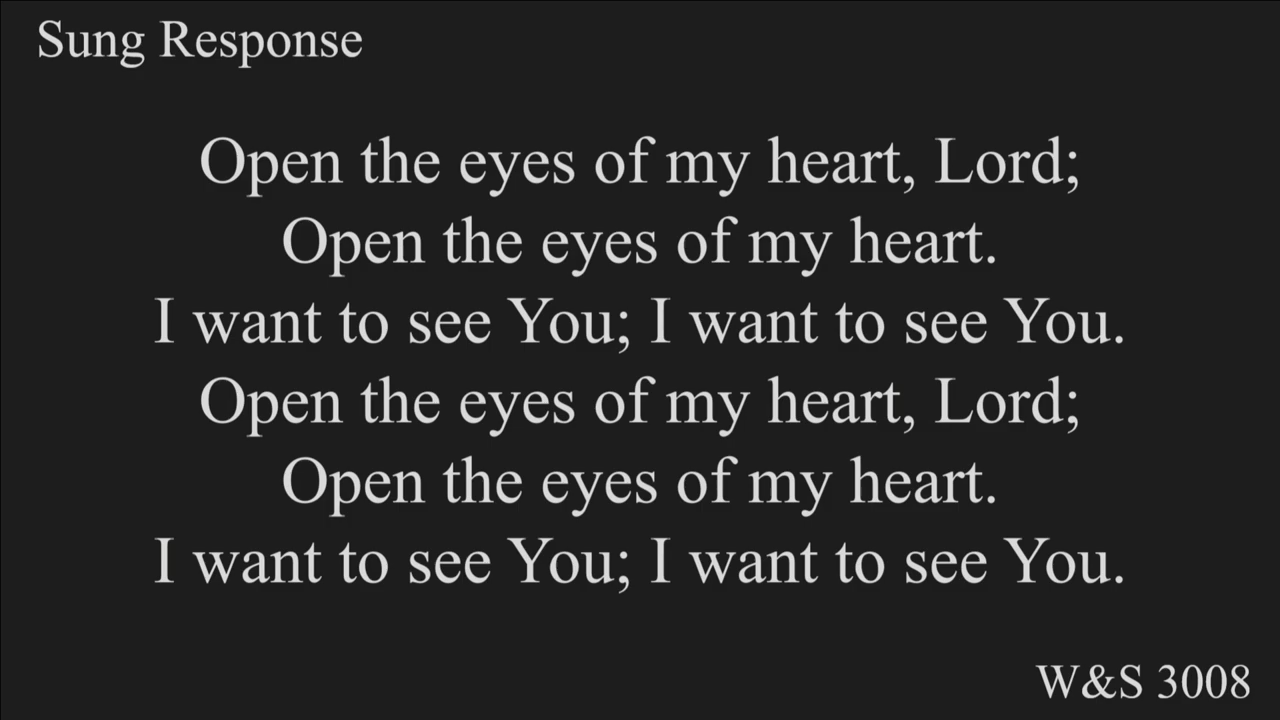 Sung Response
Open the eyes of my heart, Lord;
Open the eyes of my heart.
I want to see You; I want to see You.
Open the eyes of my heart, Lord;
Open the eyes of my heart.
I want to see You; I want to see You.
W&S 3008